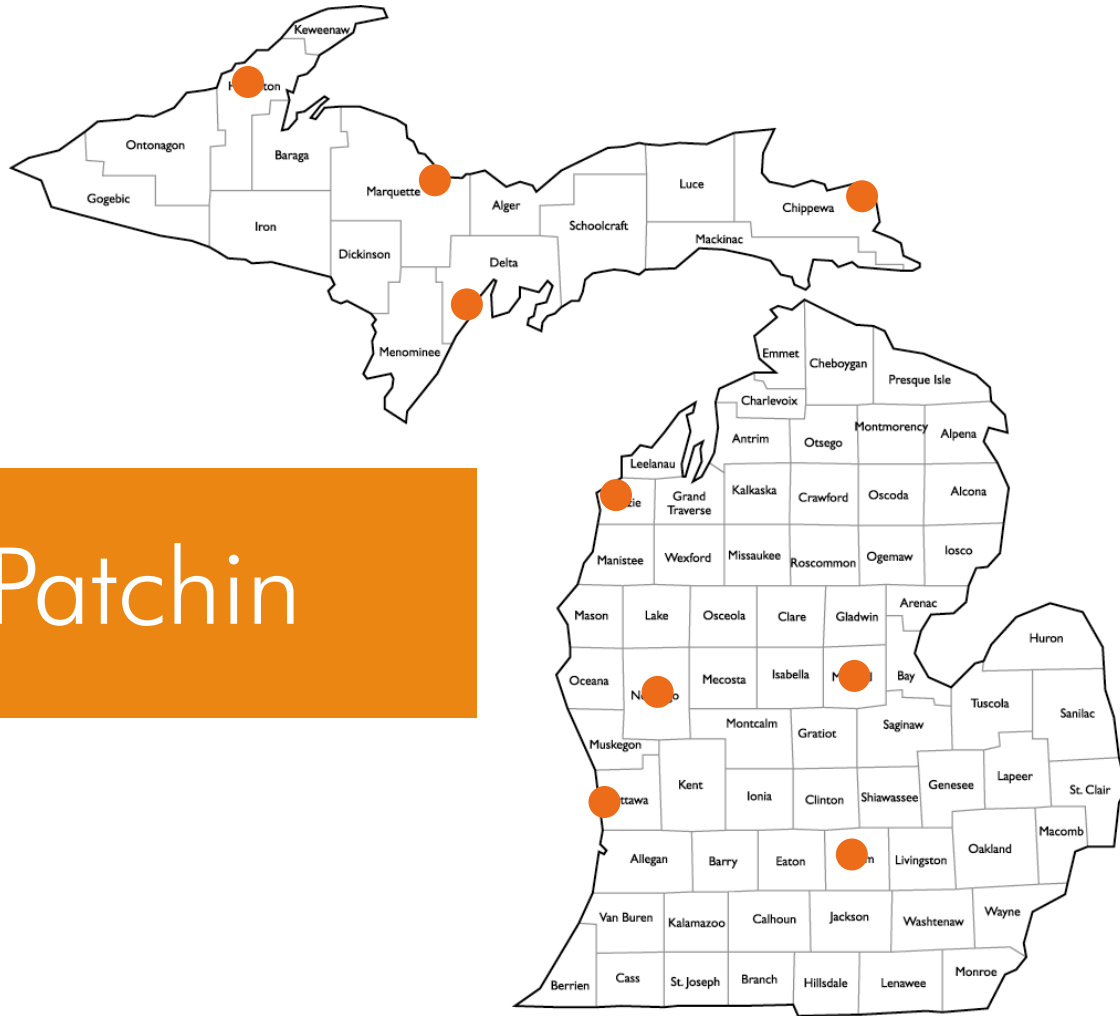 Keweenaw
Ontonagon
Baraga
Gogebic
Iron
Marquette
Dickinson
Alger
Delta
Menominee
Schoolcraft
Luce
Mackinac
Chippewa
Emmet
Cheboygan
Presque Isle
Charlevoix
Antrim
Otsego
Montmorency
Alpena
Leelanau
Grand
Traverse
Kalkaska
Crawford
Oscoda
Alcona
Manistee
Wexford
Missaukee
Roscommon
Ogemaw
Iosco
Patchin
Mason
Lake
Osceola
Clare
Gladwin
Arenac
Huron
Oceana
Mecosta
Isabella
Bay
Tuscola
Sanilac
Muskegon
Montcalm
Gratiot
Saginaw
Kent
Ionia
Clinton
Shiawassee
Genesee
Lapeer
St. Clair
Allegan
Barry
Eaton
Livingston
Oakland
Macomb
Van Buren
Kalamazoo
Calhoun
Jackson
Washtenaw
Wayne
Berrien
Cass
St. Joseph
Branch
Hillsdale
Lenawee
Monroe